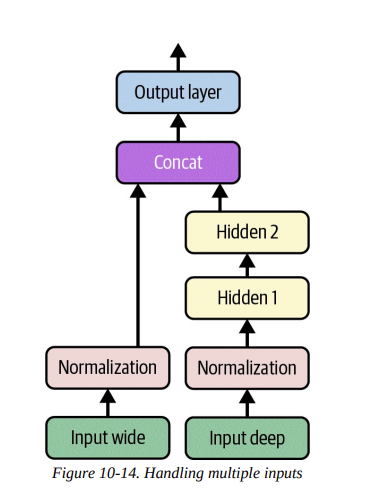 Output layer
Concat
Hidden 2
Hidden 1
Normalization
Normalization
Input wide
Input deep
Figure 10-14. Handling multiple inputs